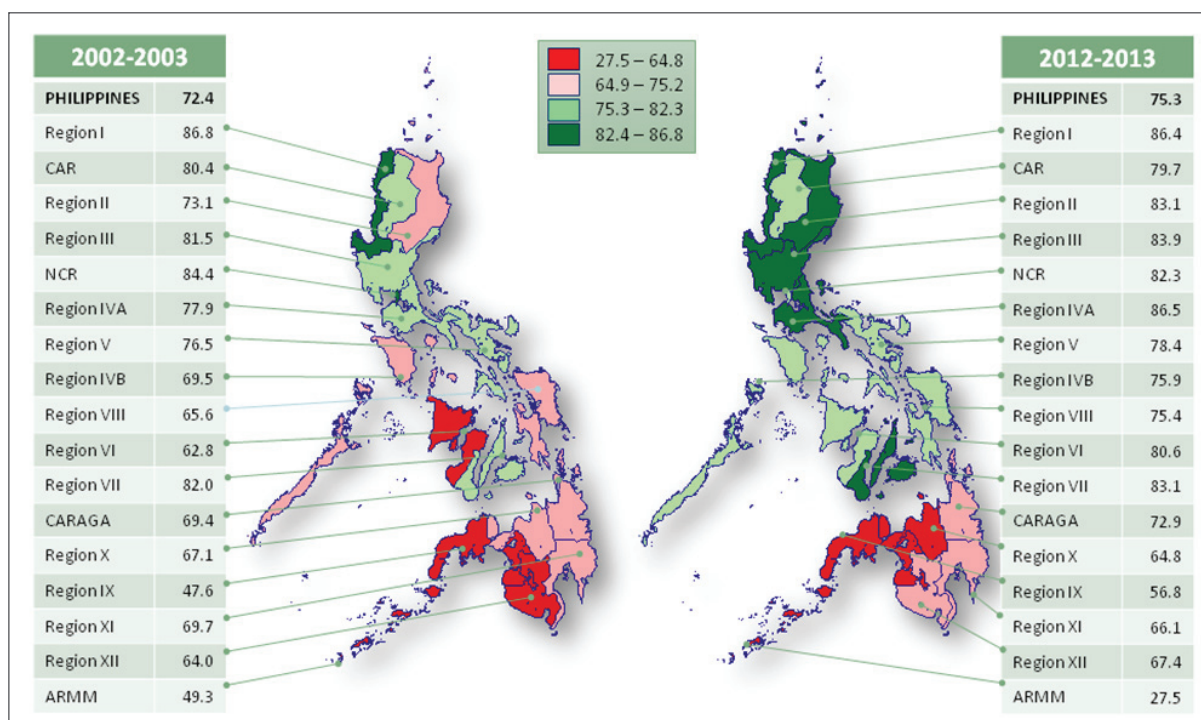 2002-2003
PHILIPPINES 72.4
Region I 86.8
CAR 80.4
Region II 73.1
Region III 81.5
NCR 84.4
Region IVA 77.9
Region V 76.5
Region IVB 69.5
Region VIII 65.6
Region VI 62.8
Region VII 82.0
CARAGA 69.4
Region X 67.1
Region IX 47.6
Region XI 69.7
Region XII 64.0
ARMM 49.3
27.5 – 64.8
64.9 – 75.2
75.3 – 82.3
82.4 – 86.8
2012-2013
PHILIPPINES 75.3
Region I 86.4
CAR 79.7
Region II 83.1
Region III 83.9
NCR 82.3
Region IVA 86.5
Region V 78.4
Region IVB 75.9
Region VIII 75.4
Region VI 80.6
Region VII 83.1
CARAGA 72.9
Region X 64.8
Region IX 56.8
Region XI 66.1
Region XII 67.4
ARMM 27.5